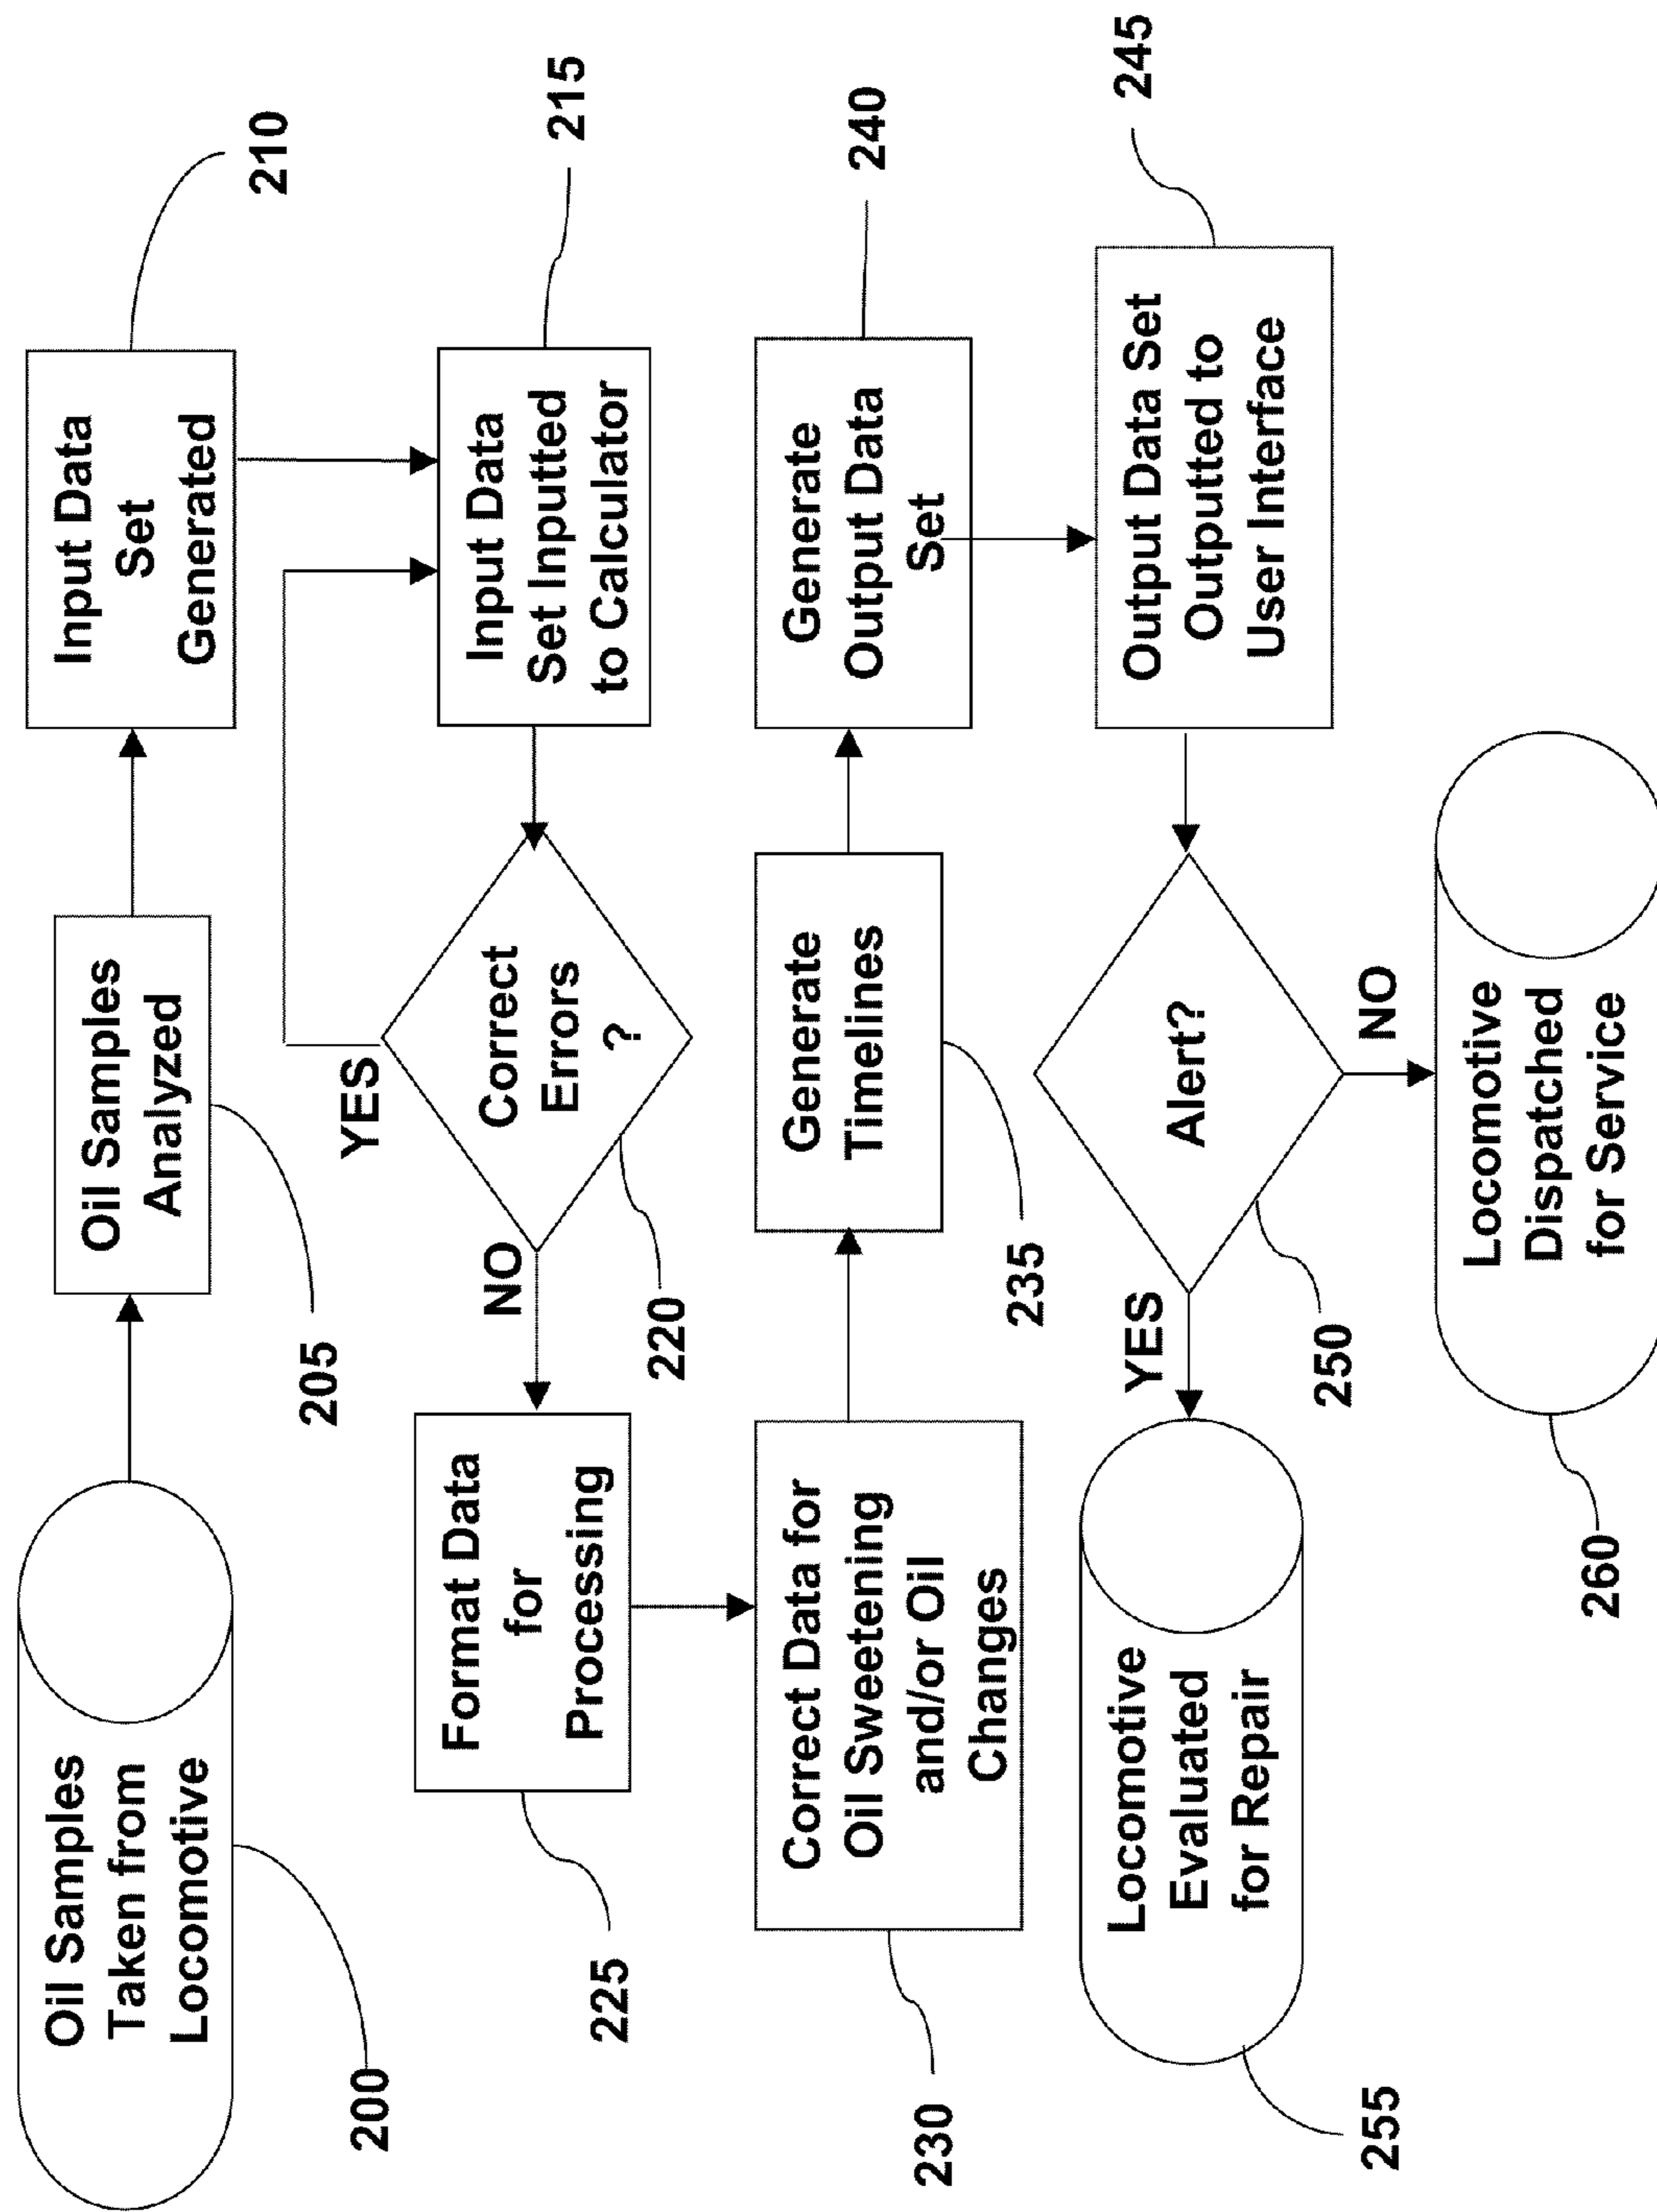 Oil Samples
Taken from
Locomotive
200
Oil Samples
Analyzed
205
Input Data
Set
Generated
210
Input Data
Set Inputted
to Calculator
215
YES
Correct
Errors
?
220
NO
Format Data
for
Processing
225
Correct Data for
Oil Sweetening
and/or Oil
Changes
230
Generate
Timelines
235
Generate
Output Data
Set
240
Output Data Set
Outputted to
User Interface
245
Alert?
250
YES
Locomotive
Evaluated
for Repair
255
NO
Locomotive
Dispatched
for Service
260